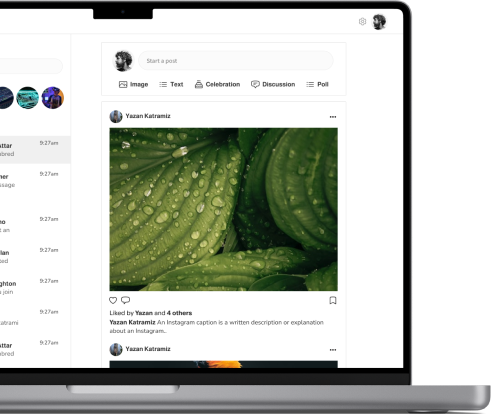 Start a post
Image
Text
Celebration
Discussion
Poll
Yazan Katramiz
ttar
9:27am
bred
ner
9:27am
ssage
no
9:27am
t an
lan
9:27am
ted
ghton
9:27am
join
9:27am
atrami
ttar
9:27am
bred
Liked by Yazan and 4 others
Yazan Katramiz An Instagram caption is a written description or explanation
about an Instagram..
Yazan Katramiz